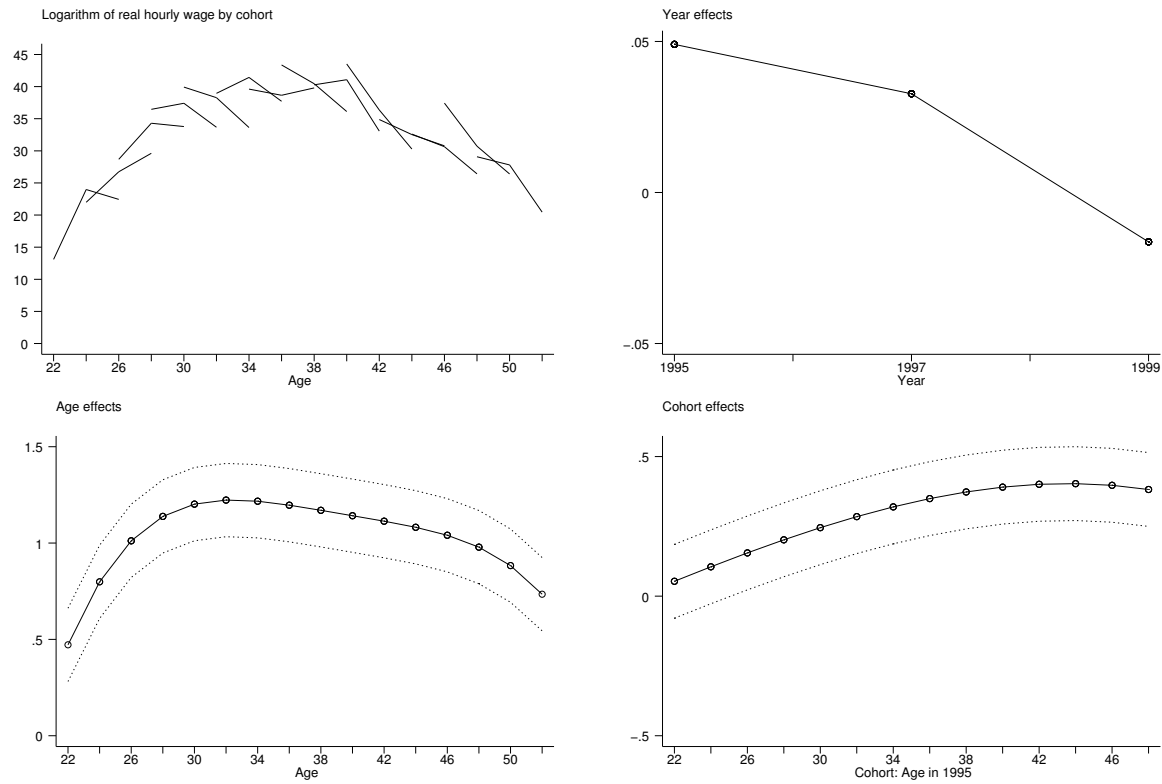 Logarithm of real hourly wage by cohort
45
40
35
30
25
20
15
10
5
0
22 26 30 34 38 42 46 50
Age
Year effects
.05
0
−.05
1995 1997 1999
Year
Age effects
1.5
1
.5
0
22 26 30 34 38 42 46 50
Age
Cohort effects
.5
0
−.5
22 26 30 34 38 42 46
Cohort: Age in 1995